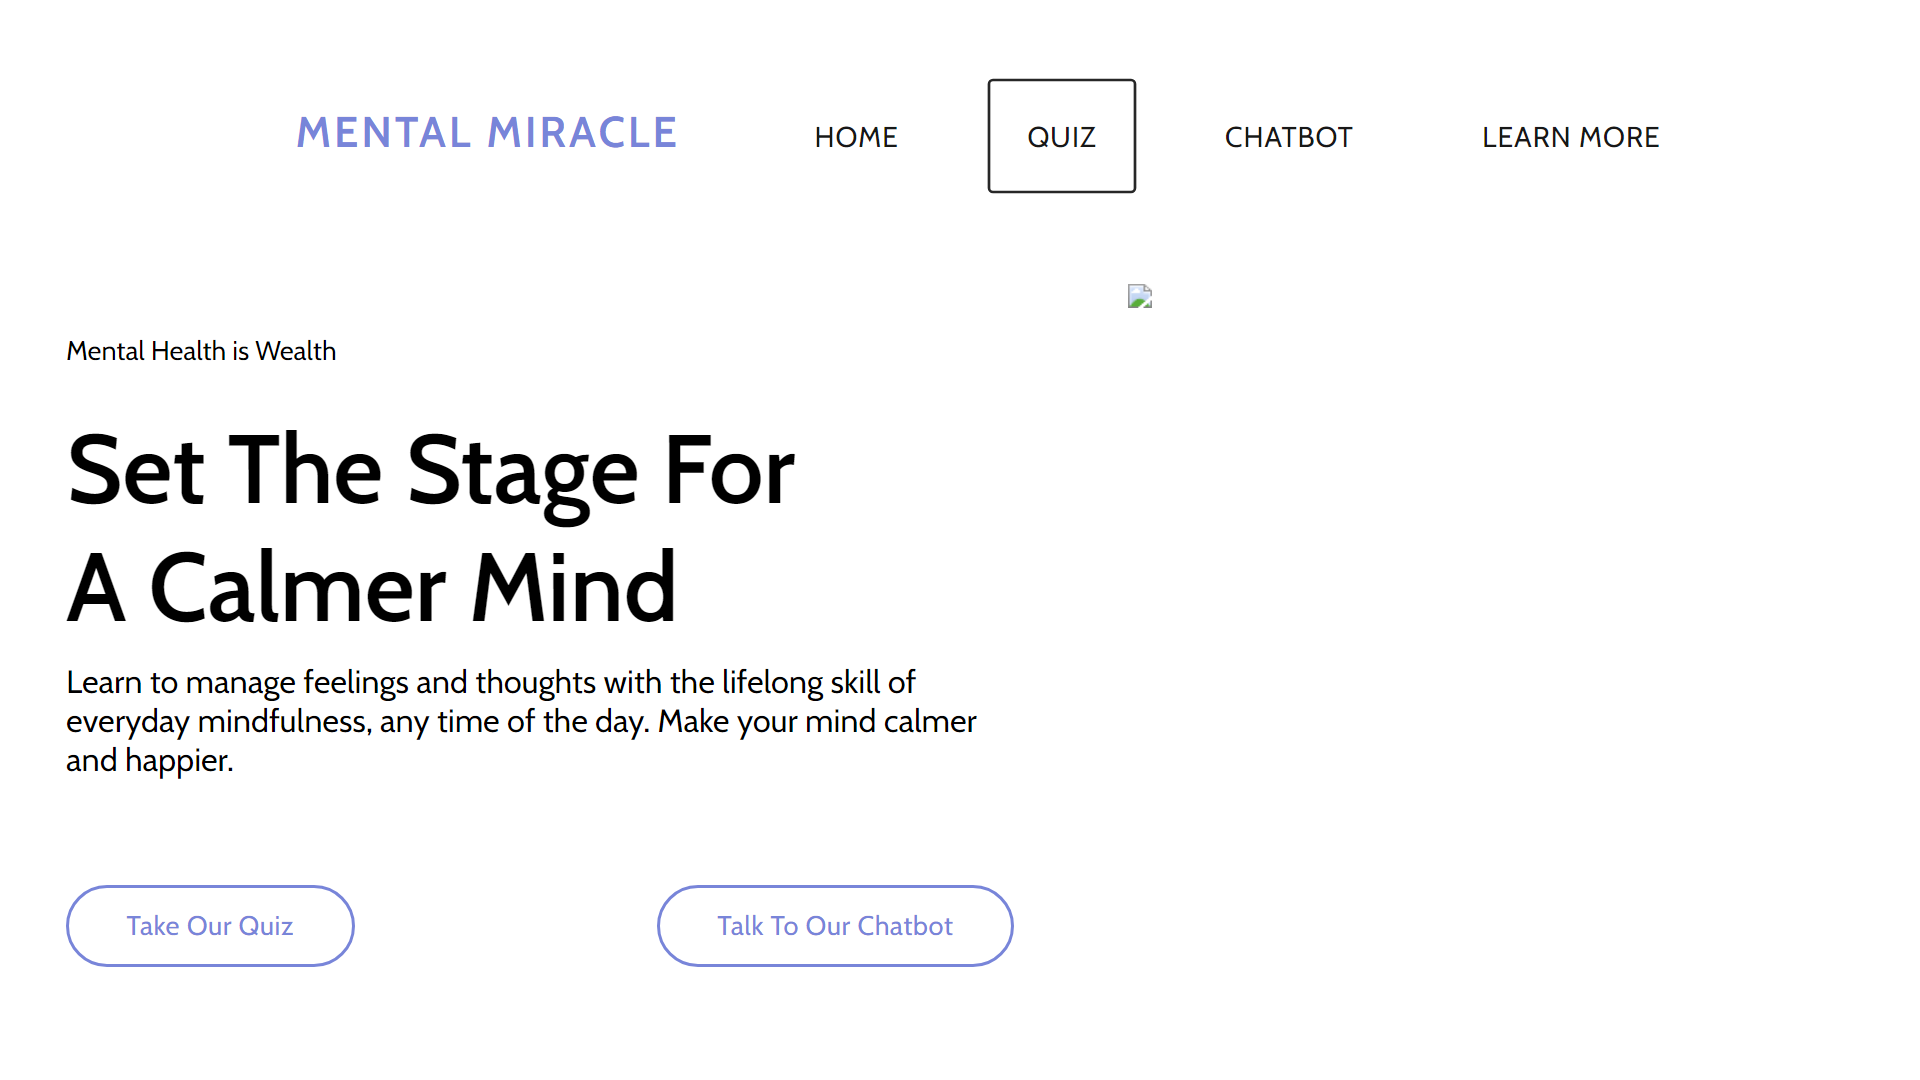 MENTAL MIRACLE
HOME
QUIZ
CHATBOT
LEARN MORE
Mental Health is Wealth
Set The Stage For
A Calmer Mind
Learn to manage feelings and thoughts with the lifelong skill of
everyday mindfulness, any time of the day. Make your mind calmer
and happier.
Take Our Quiz
Talk To Our Chatbot